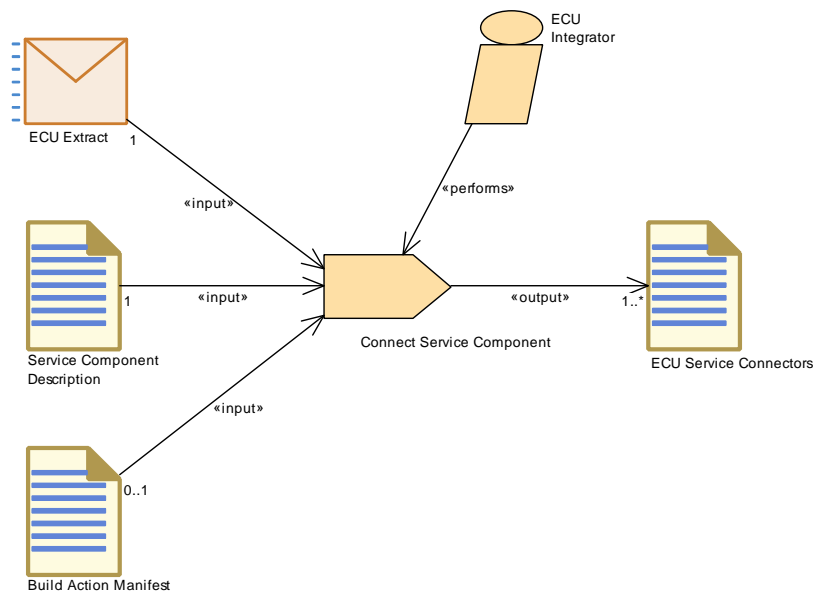 ECU
Integrator
ECU Extract
1
«performs»
«input»
1
«input»
«output»
1..*
Service Component
Description
Connect Service Component
ECU Service Connectors
«input»
0..1
Build Action Manifest